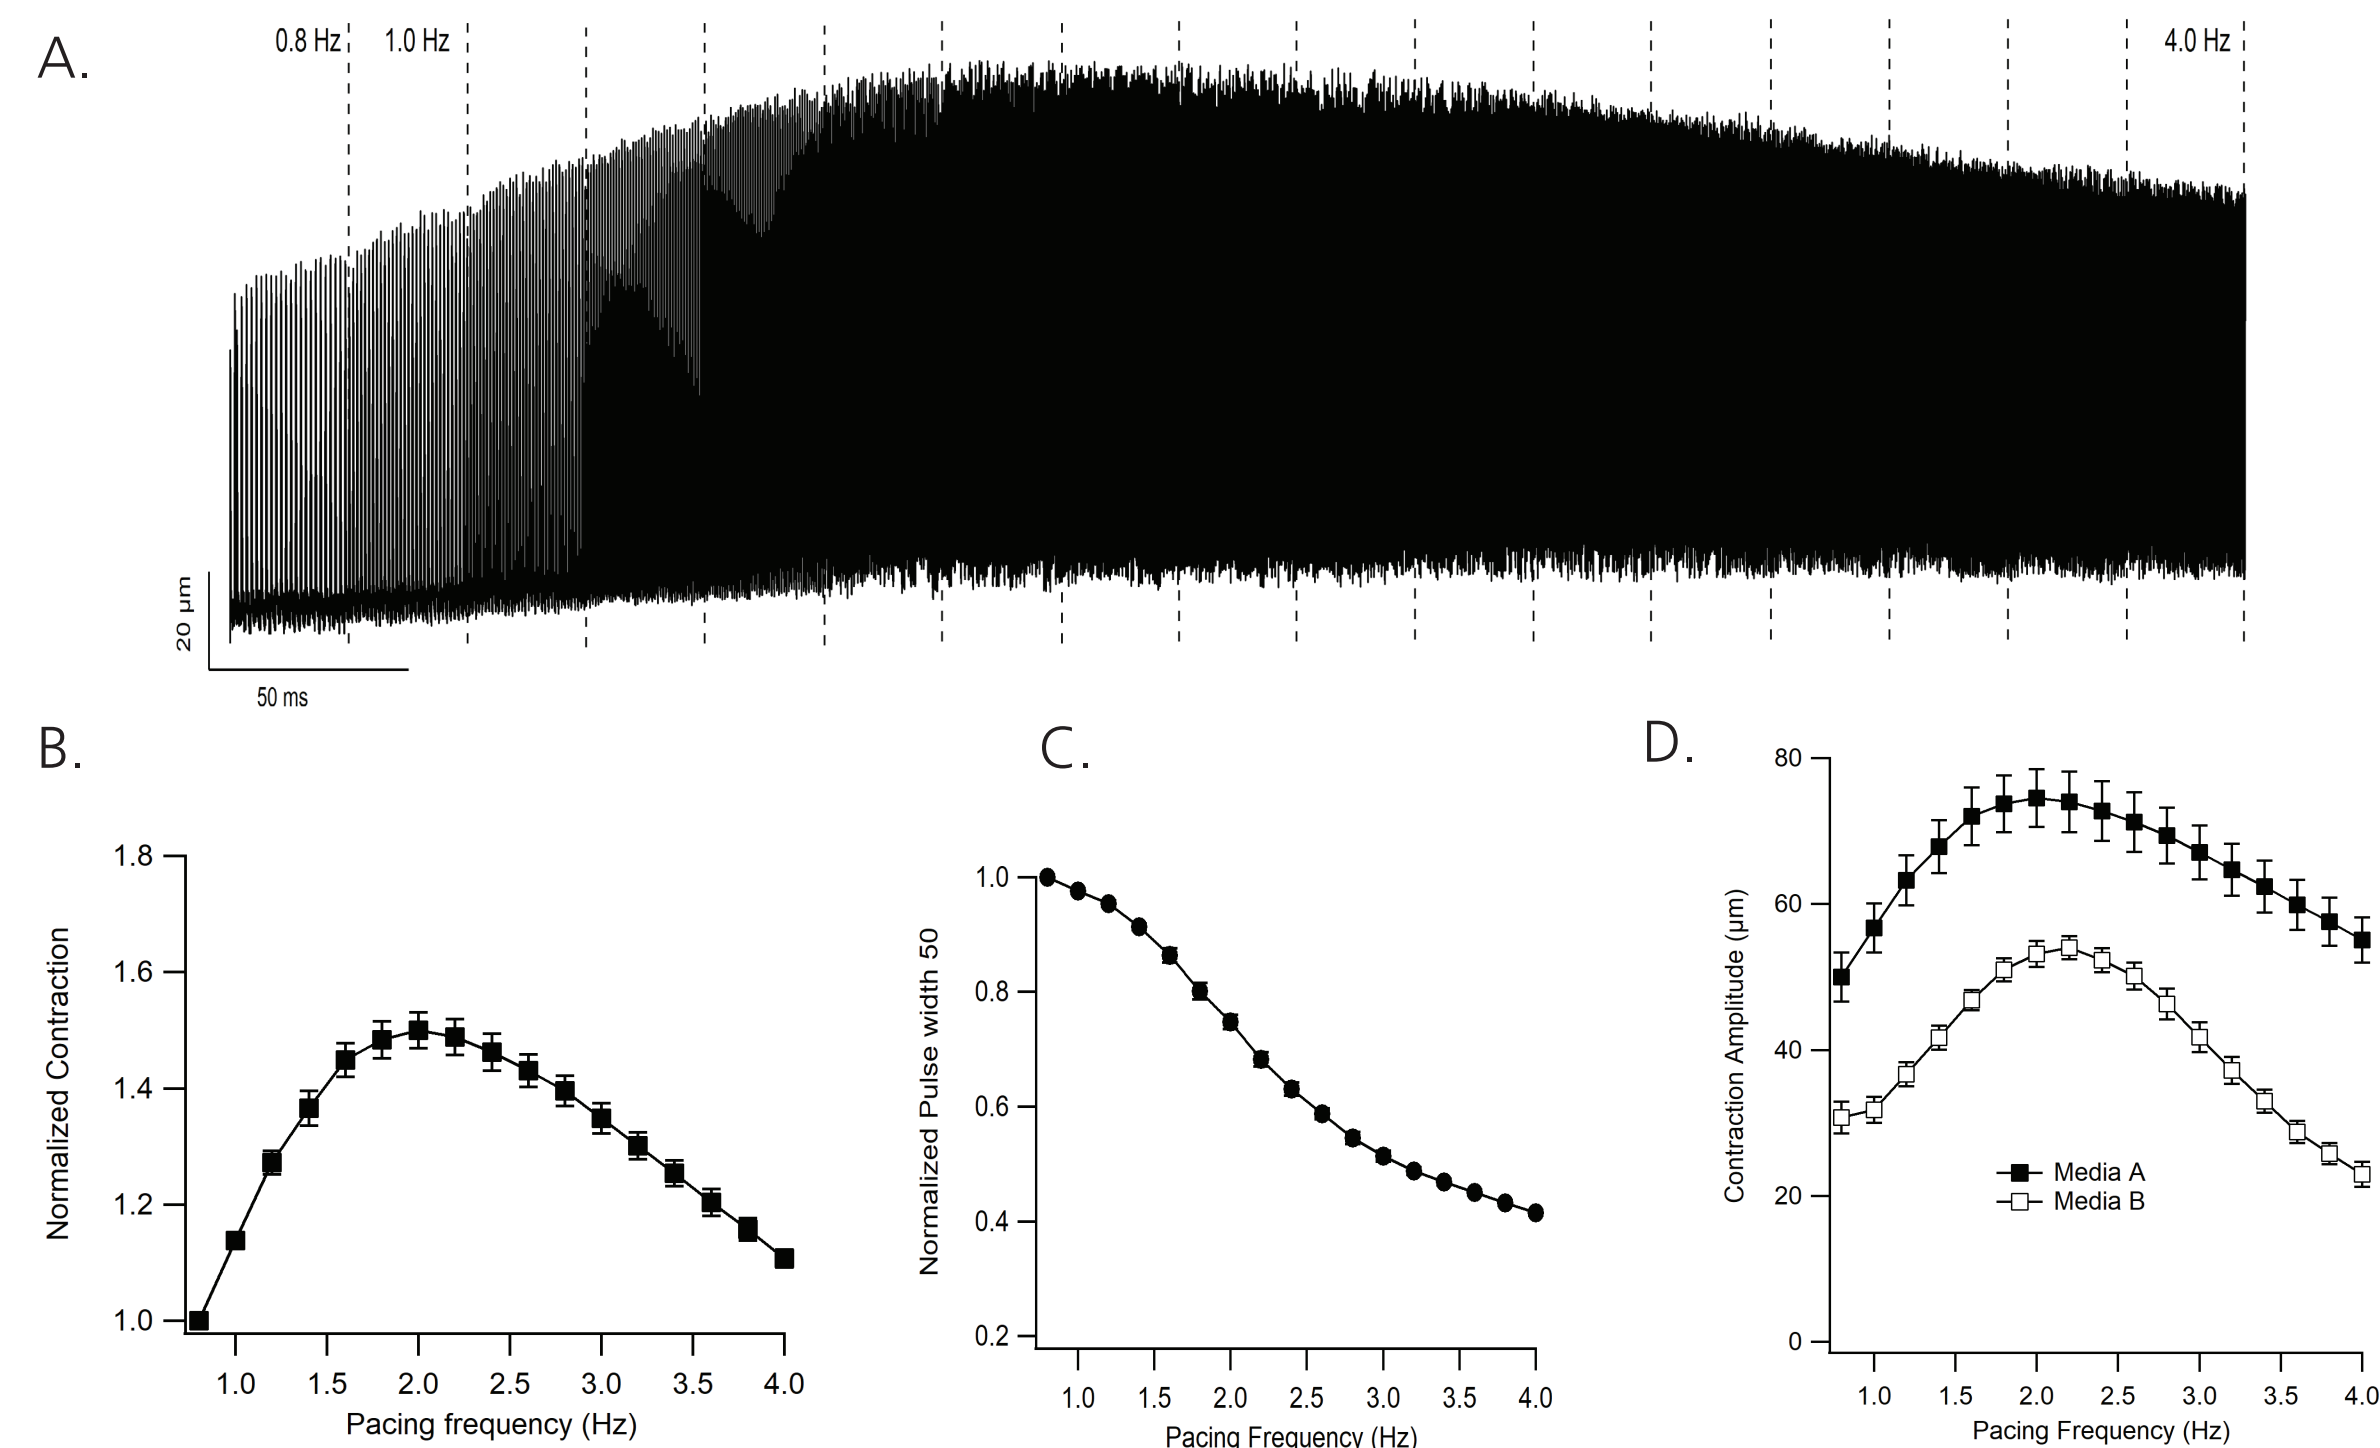 A.
0.8 Hz
1.0 Hz
4.0 Hz
20 µm
50 ms
B.
1.8
1.6
1.4
1.2
1.0
Normalized Contraction
1.0 1.5 2.0 2.5 3.0 3.5 4.0
Pacing frequency (Hz)
C.
1.0
0.8
0.6
0.4
0.2
Normalized Pulse width 50
1.0 1.5 2.0 2.5 3.0 3.5 4.0
Pacing Frequency (Hz)
D.
80
60
40
20
0
Contraction Amplitude (µm)
Media A
Media B
1.0 1.5 2.0 2.5 3.0 3.5 4.0
Pacing Frequency (Hz)